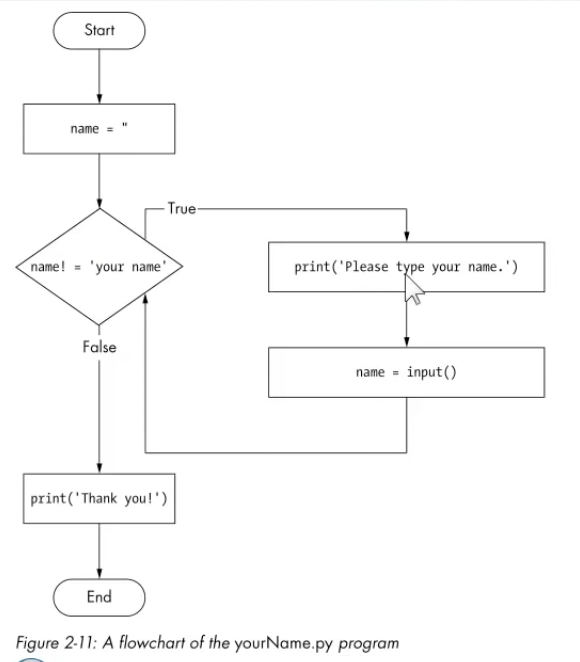 Start
name = "
True
name! = 'your name'
print('Please type your name.')
False
name = input()
print('Thank you!')
End
Figure 2-11: A flowchart of the yourName.py program